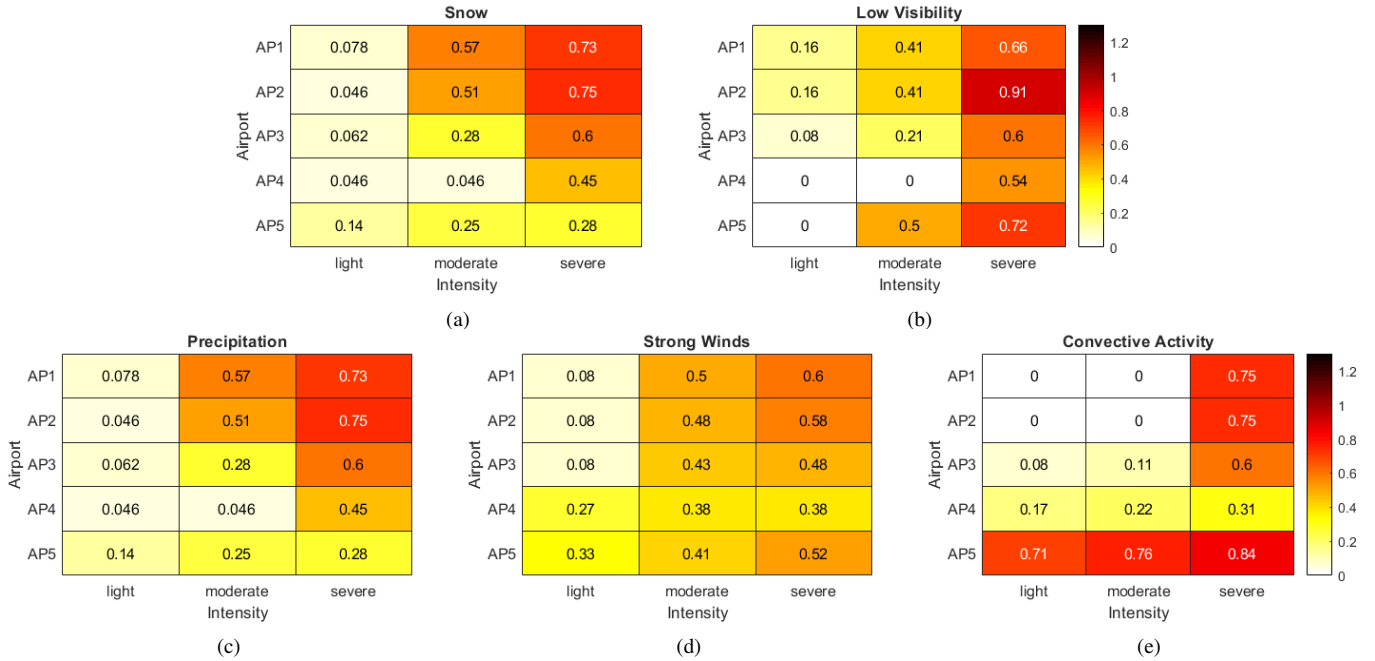 Snow
AP1 0.078 0.57 0.73
AP2 0.046 0.51 0.75
AP3 0.062 0.28 0.6
AP4 0.046 0.046 0.45
AP5 0.14 0.25 0.28
light moderate severe
Intensity
Airport
(a)
Low Visibility
AP1 0.16 0.41 0.66
AP2 0.16 0.41 0.91
AP3 0.08 0.21 0.6
AP4 0 0 0.54
AP5 0 0.5 0.72
light moderate severe
Intensity
Airport
1.2
1
0.8
0.6
0.4
0.2
0
(b)
Precipitation
AP1 0.078 0.57 0.73
AP2 0.046 0.51 0.75
AP3 0.062 0.28 0.6
AP4 0.046 0.046 0.45
AP5 0.14 0.25 0.28
light moderate severe
Intensity
Airport
(c)
Strong Winds
AP1 0.08 0.5 0.6
AP2 0.08 0.48 0.58
AP3 0.08 0.43 0.48
AP4 0.27 0.38 0.38
AP5 0.33 0.41 0.52
light moderate severe
Intensity
Airport
(d)
Convective Activity
AP1 0 0 0.75
AP2 0 0 0.75
AP3 0.08 0.11 0.6
AP4 0.17 0.22 0.31
AP5 0.71 0.76 0.84
light moderate severe
Intensity
Airport
1.2
1
0.8
0.6
0.4
0.2
0
(e)